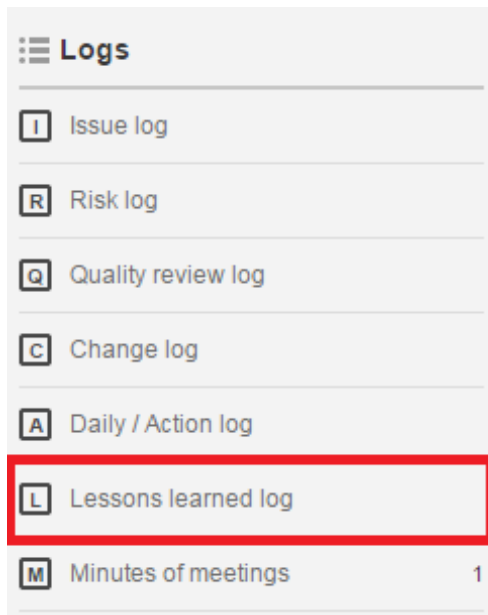 Logs
I Issue log
R Risk log
Q Quality review log
C Change log
A Daily / Action log
L Lessons learned log
M Minutes of meetings 1